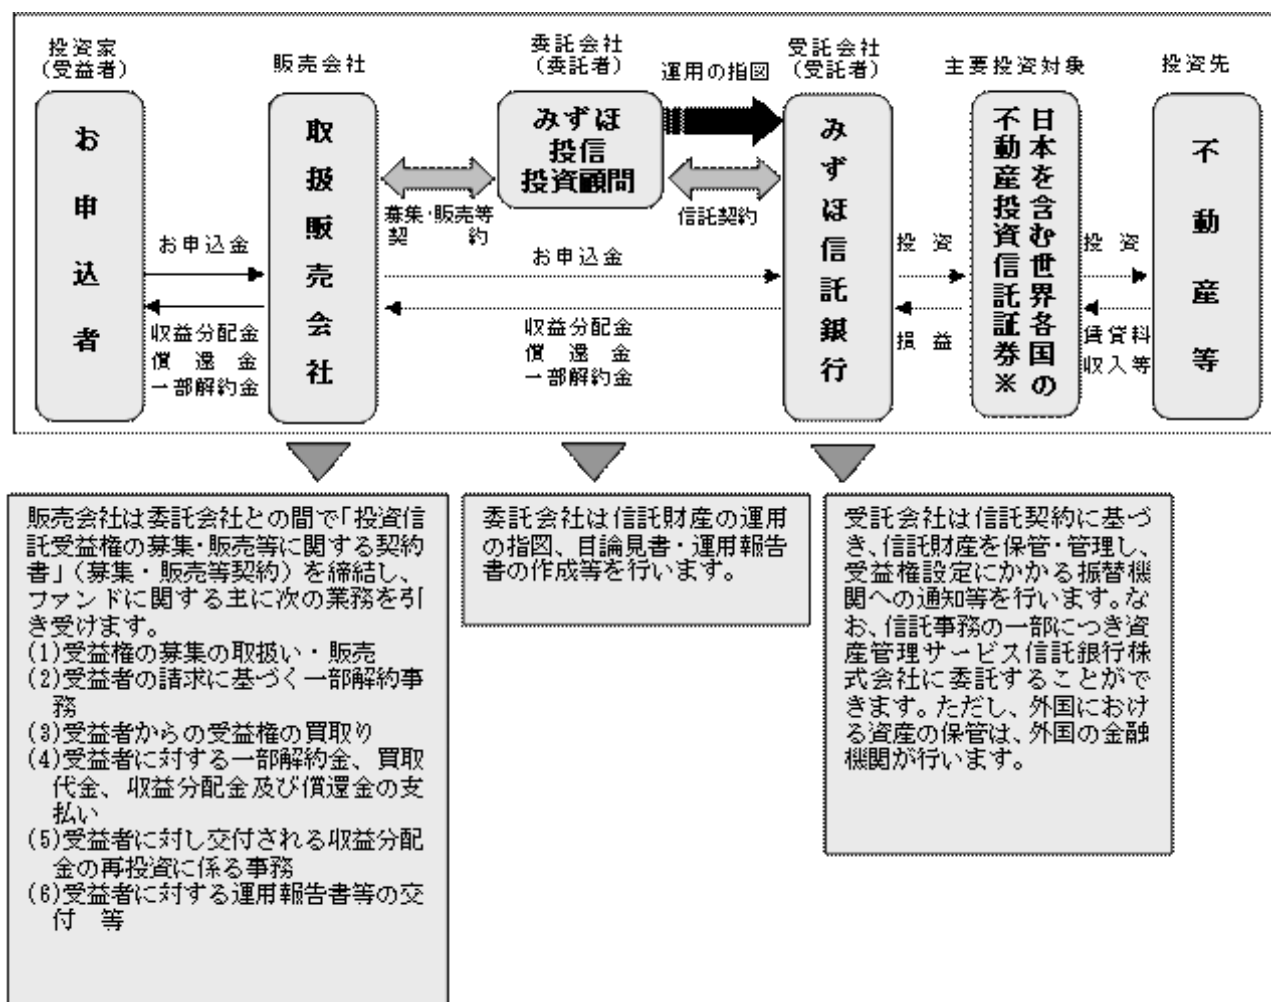 投資家
(受益者)
販売会社
委託会社
(委託者)
運用の指図
受託会社
(受託者)
主要投資対象
投資先
お申込者
取扱販売会社
みずほ
投信
投資顧問
みずほ信託銀行
日本を含む世界各国の
不動産投資信託証券※
不動産等
募集・販売等
契約
信託契約
お申込金
収益分配金
償還金
一部解約金
お申込金
収益分配金
償還金
一部解約金
投資
損益
投資
賃貸料
収入等
販売会社は委託会社との間で「投資信
託受益権の募集・販売等に関する契約
書」(募集・販売等契約)を締結し、
ファンドに関する主に次の業務を引
き受けます。
(1)受益権の募集の取扱い・販売
(2)受益者の請求に基づく一部解約事
務
(3)受益者からの受益権の買取り
(4)受益者に対する一部解約金、買取
代金、収益分配金及び償還金の支
払い
(5)受益者に対し交付される収益分配
金の再投資に係る事務
(6)受益者に対する運用報告書等の交
付 等
委託会社は信託財産の運用
の指図、目論見書・運用報告
書の作成等を行います。
受託会社は信託契約に基づ
き、信託財産を保管・管理し、
受益権設定にかかる振替機
関への通知等を行います。な
お、信託事務の一部につき資
産管理サービス信託銀行株
式会社に委託することがで
きます。ただし、外国におけ
る資産の保管は、外国の金融
機関が行います。